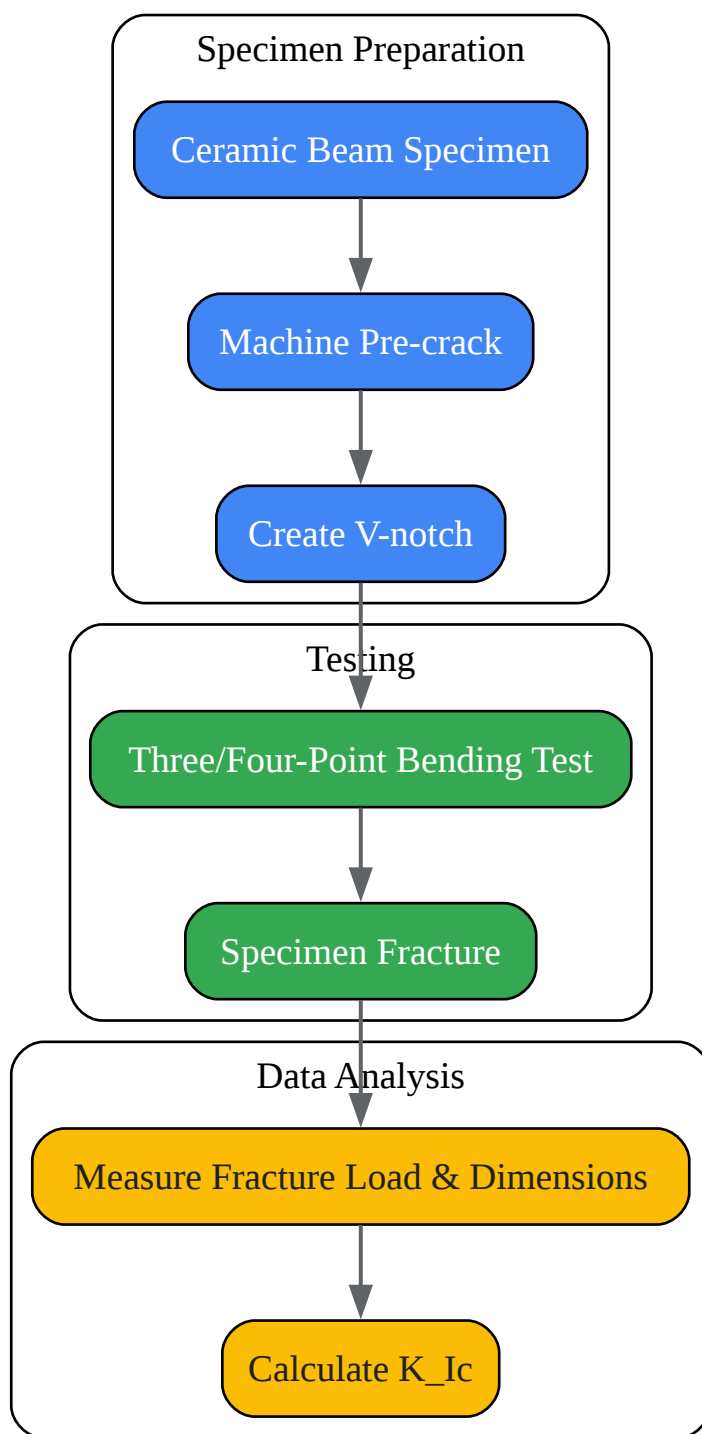 Specimen Preparation
Ceramic Beam Specimen
Machine Pre-crack
Create V-notch
Testing
Three/Four-Point Bending Test
Specimen Fracture
Data Analysis
Measure Fracture Load & Dimensions
Calculate K_Ic